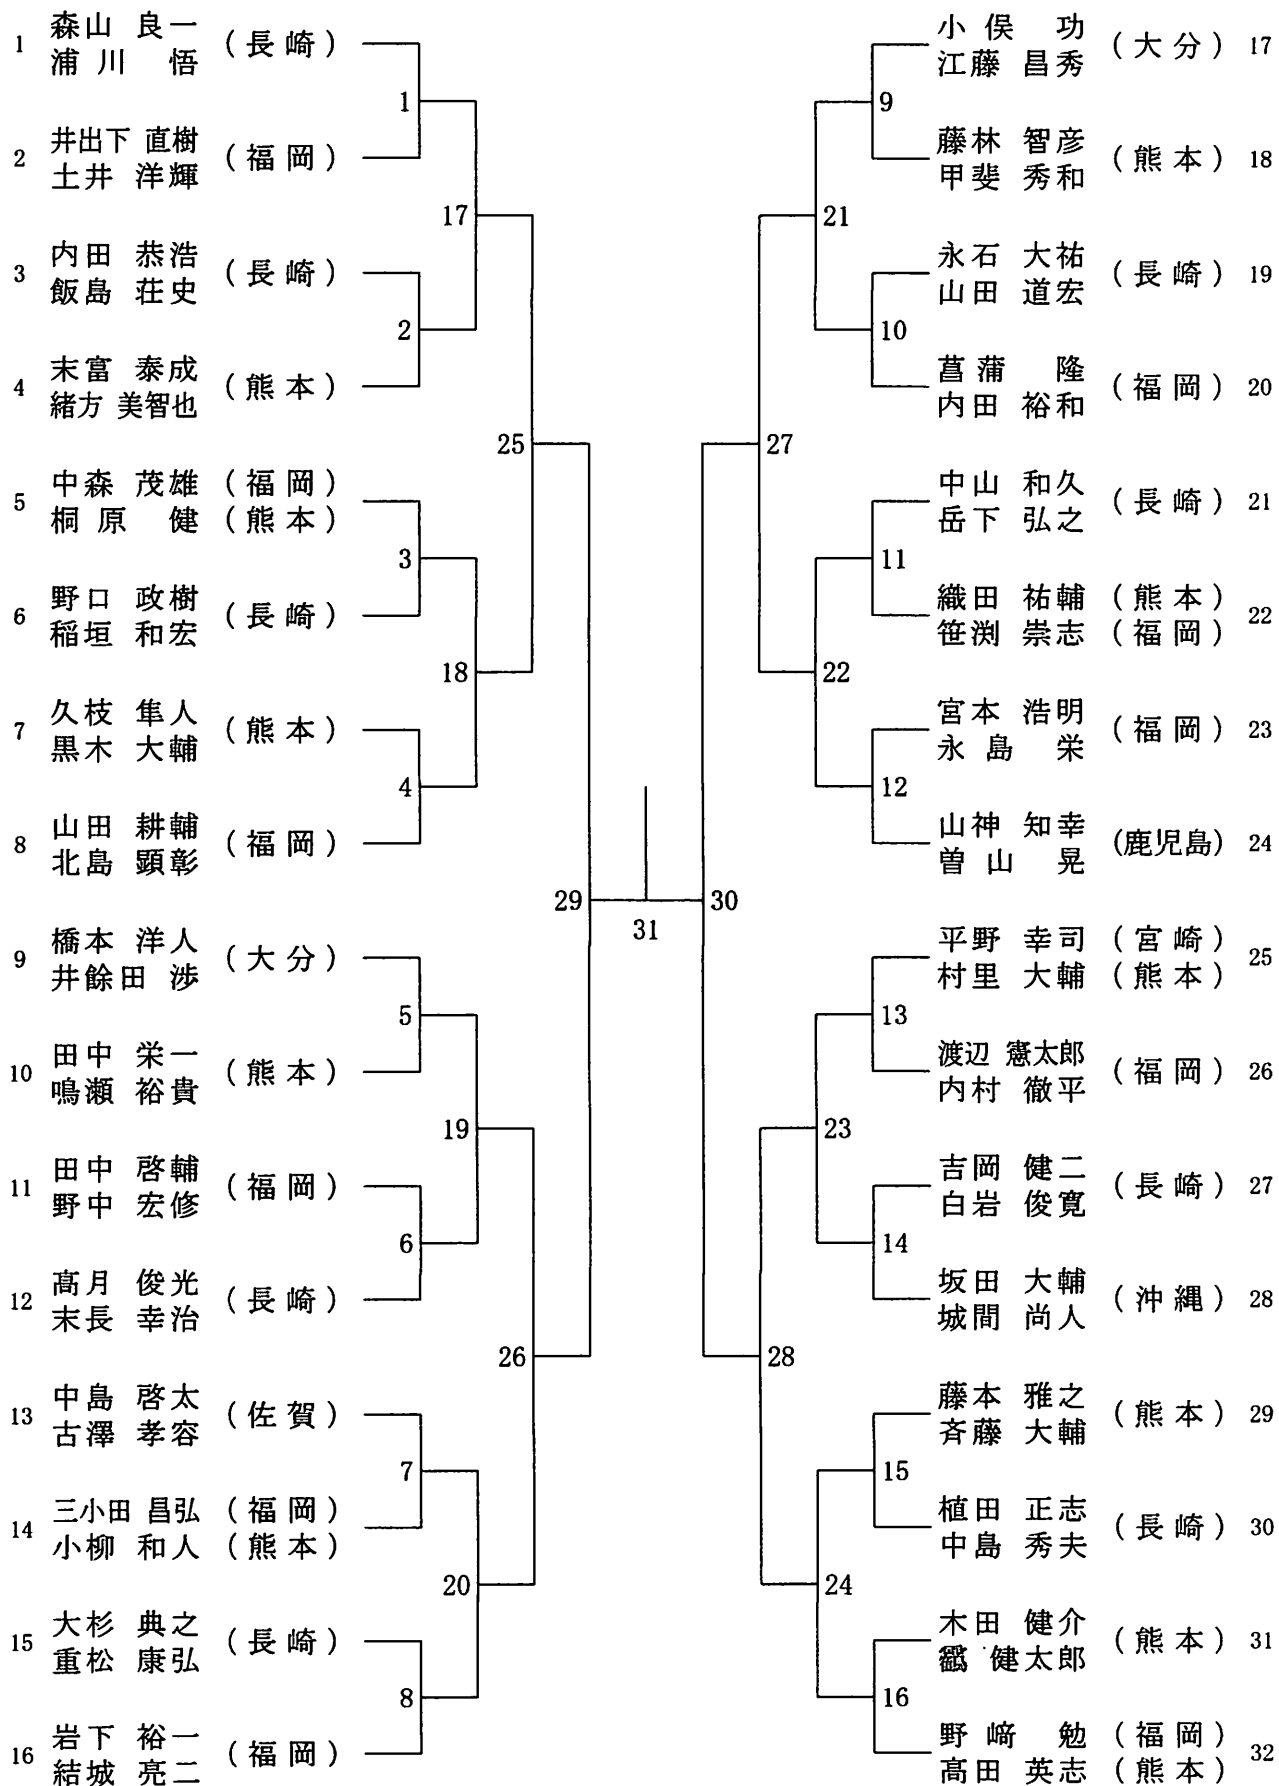 1 森山 良一 (長崎)
浦川 悟
1
2 井出下 直樹 (福岡)
土井 洋輝
17
3 内田 恭浩 (長崎)
飯島 荘史
2
4 末富 泰成 (熊本)
緒方 美智也
25
5 中森 茂雄 (福岡)
桐原 健 (熊本)
3
6 野口 政樹 (長崎)
稲垣 和宏
18
7 久枝 隼人 (熊本)
黒木 大輔
4
8 山田 耕輔 (福岡)
北島 顕彰
29
9 橋本 洋人 (大分)
井餘田 渉
5
10 田中 栄一 (熊本)
鳴瀬 裕貴
19
11 田中 啓輔 (福岡)
野中 宏修
6
12 高月 俊光 (長崎)
末長 幸治
26
13 中島 啓太 (佐賀)
古澤 孝容
7
14 三小田 昌弘 (福岡)
小柳 和人 (熊本)
20
15 大杉 典之 (長崎)
重松 康弘
8
16 岩下 裕一 (福岡)
結城 亮二
31
小俣 功 (大分) 17
江藤 昌秀
9
藤林 智彦 (熊本) 18
甲斐 秀和
21
永石 大祐 (長崎) 19
山田 道宏
10
菖蒲 隆 (福岡) 20
内田 裕和
27
中山 和久 (長崎) 21
岳下 弘之
11
織田 祐輔 (熊本) 22
笹渕 崇志 (福岡)
22
宮本 浩明 (福岡) 23
永島 栄
12
山神 知幸 (鹿児島) 24
曽山 晃
30
平野 幸司 (宮崎) 25
村里 大輔 (熊本)
13
渡辺 憲太郎 (福岡) 26
内村 徹平
23
吉岡 健二 (長崎) 27
白岩 俊寛
14
坂田 大輔 (沖縄) 28
城間 尚人
28
藤本 雅之 (熊本) 29
斉藤 大輔
15
植田 正志 (長崎) 30
中島 秀夫
24
木田 健介 (熊本) 31
健太郎
16
野﨑 勉 (福岡) 32
髙田 英志 (熊本)